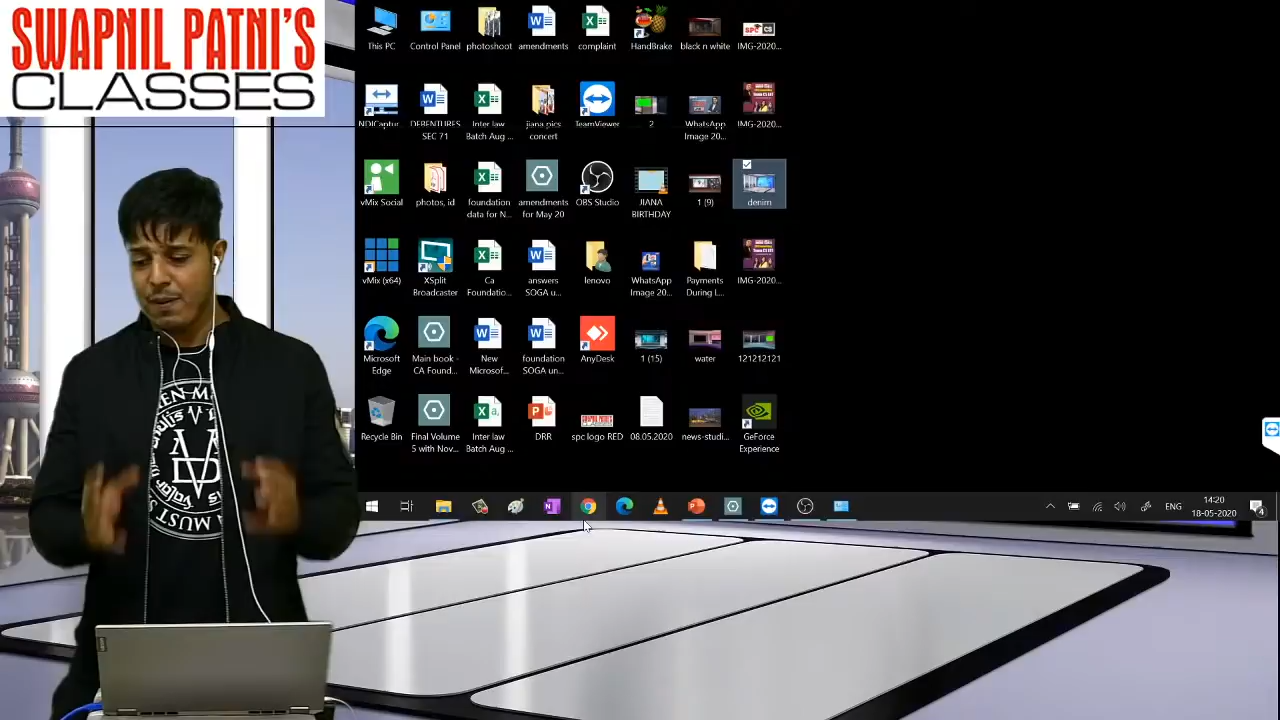 SWAPNIL PATNI'S
CLASSES
This PC
Control Panel
photoshoot
amendments
complaint
HandBrake
black n white
IMG-2020...
NDICaptur...
DEBENTURES
SEC 71
Inter law
Batch Aug ...
jiana pics
concert
TeamViewer
2
WhatsApp
Image 20...
IMG-2020...
vMix Social
photos, id
foundation
data for N...
amendments
for May 20
OBS Studio
JIANA
BIRTHDAY
1 (9)
denim
vMix (x64)
XSplit
Broadcaster
Ca
Foundatio...
answers
SOGA u...
lenovo
WhatsApp
Image 20...
Payments
During L...
IMG-2020...
Microsoft
Edge
Main book -
CA Found...
New
Microsof...
foundation
SOGA un...
AnyDesk
1 (15)
water
121212121
Recycle Bin
Final Volume
5 with Nov...
Inter law
Batch Aug ...
DRR
spc logo RED
08.05.2020
news-studi...
GeForce
Experience
ENG
14:20
18-05-2020